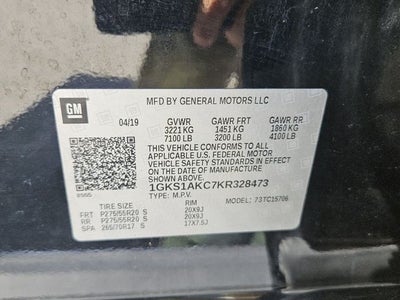 GM
MFD BY GENERAL MOTORS LLC
04/19 GVWR GAWR FRT GAWR RR
3221 KG 1451 KG 1860 KG
7100 LB 3200 LB 4100 LB
THIS VEHICLE CONFORMS TO ALL
APPLICABLE U.S. FEDERAL MOTOR
VEHICLE SAFETY STANDARDS IN
EFFECT ON THE DATE OF MANUFACTURE
SHOWN ABOVE.
1GKS1AKC7KR328473
TYPE: M.P.V. MODEL: 73TC15706
TIRE SIZE RIM
FRT P275/55R20 S 20X9J
RR P275/55R20 S 20X9J
SPA 265/70R17 S 17X7.5J